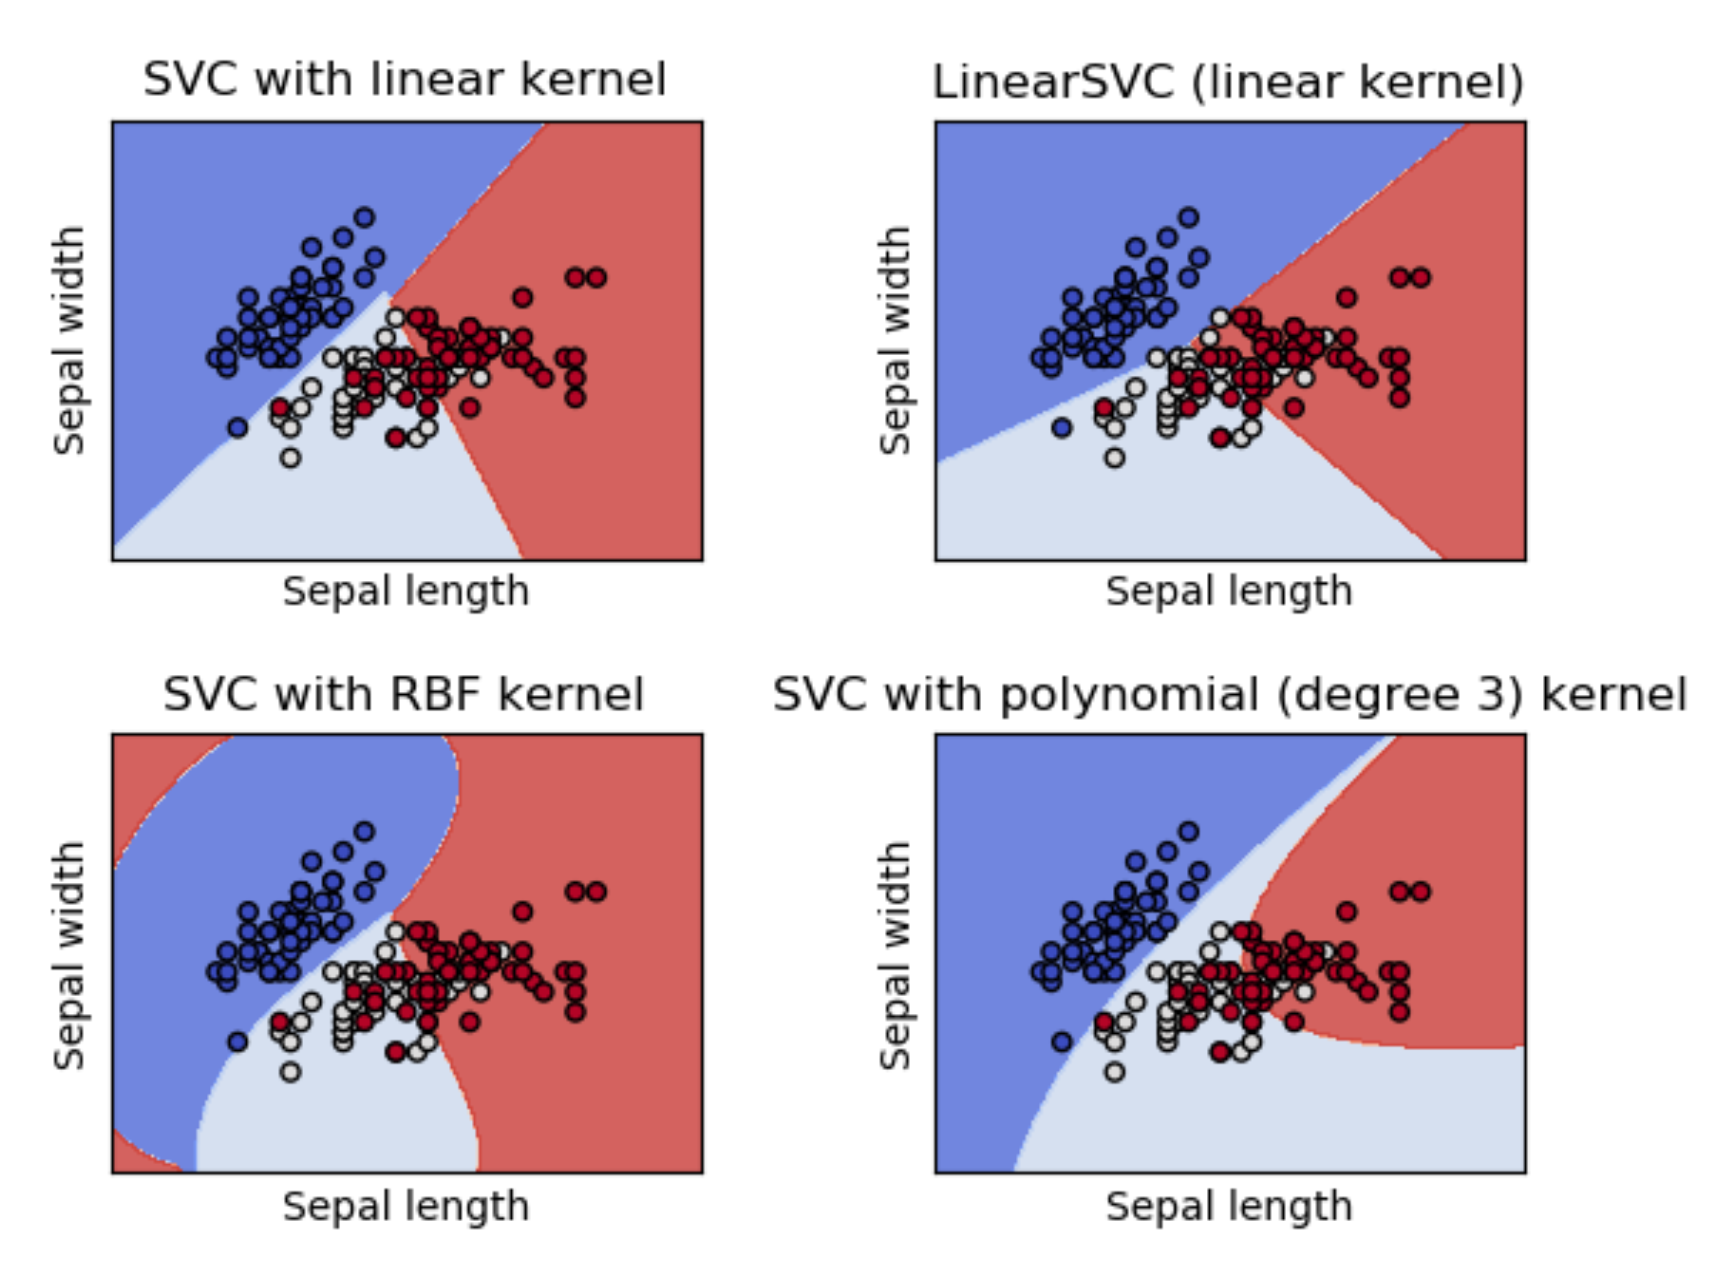 SVC with linear kernel
LinearSVC (linear kernel)
Sepal width
Sepal length
Sepal width
Sepal length
SVC with RBF kernel
SVC with polynomial (degree 3) kernel
Sepal width
Sepal length
Sepal width
Sepal length